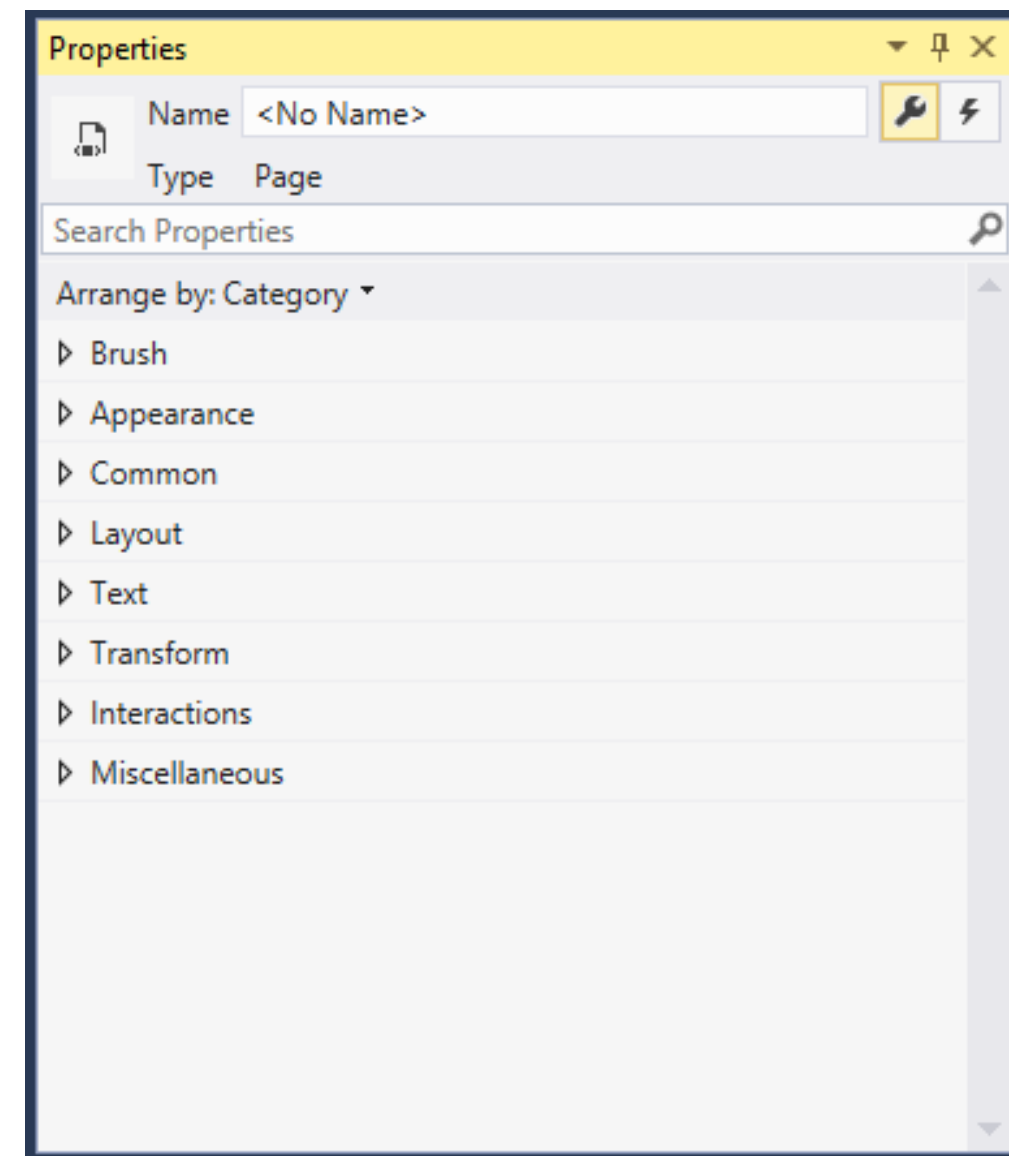 Properties
Name <No Name>
Type Page
Search Properties
Arrange by: Category
Brush
Appearance
Common
Layout
Text
Transform
Interactions
Miscellaneous